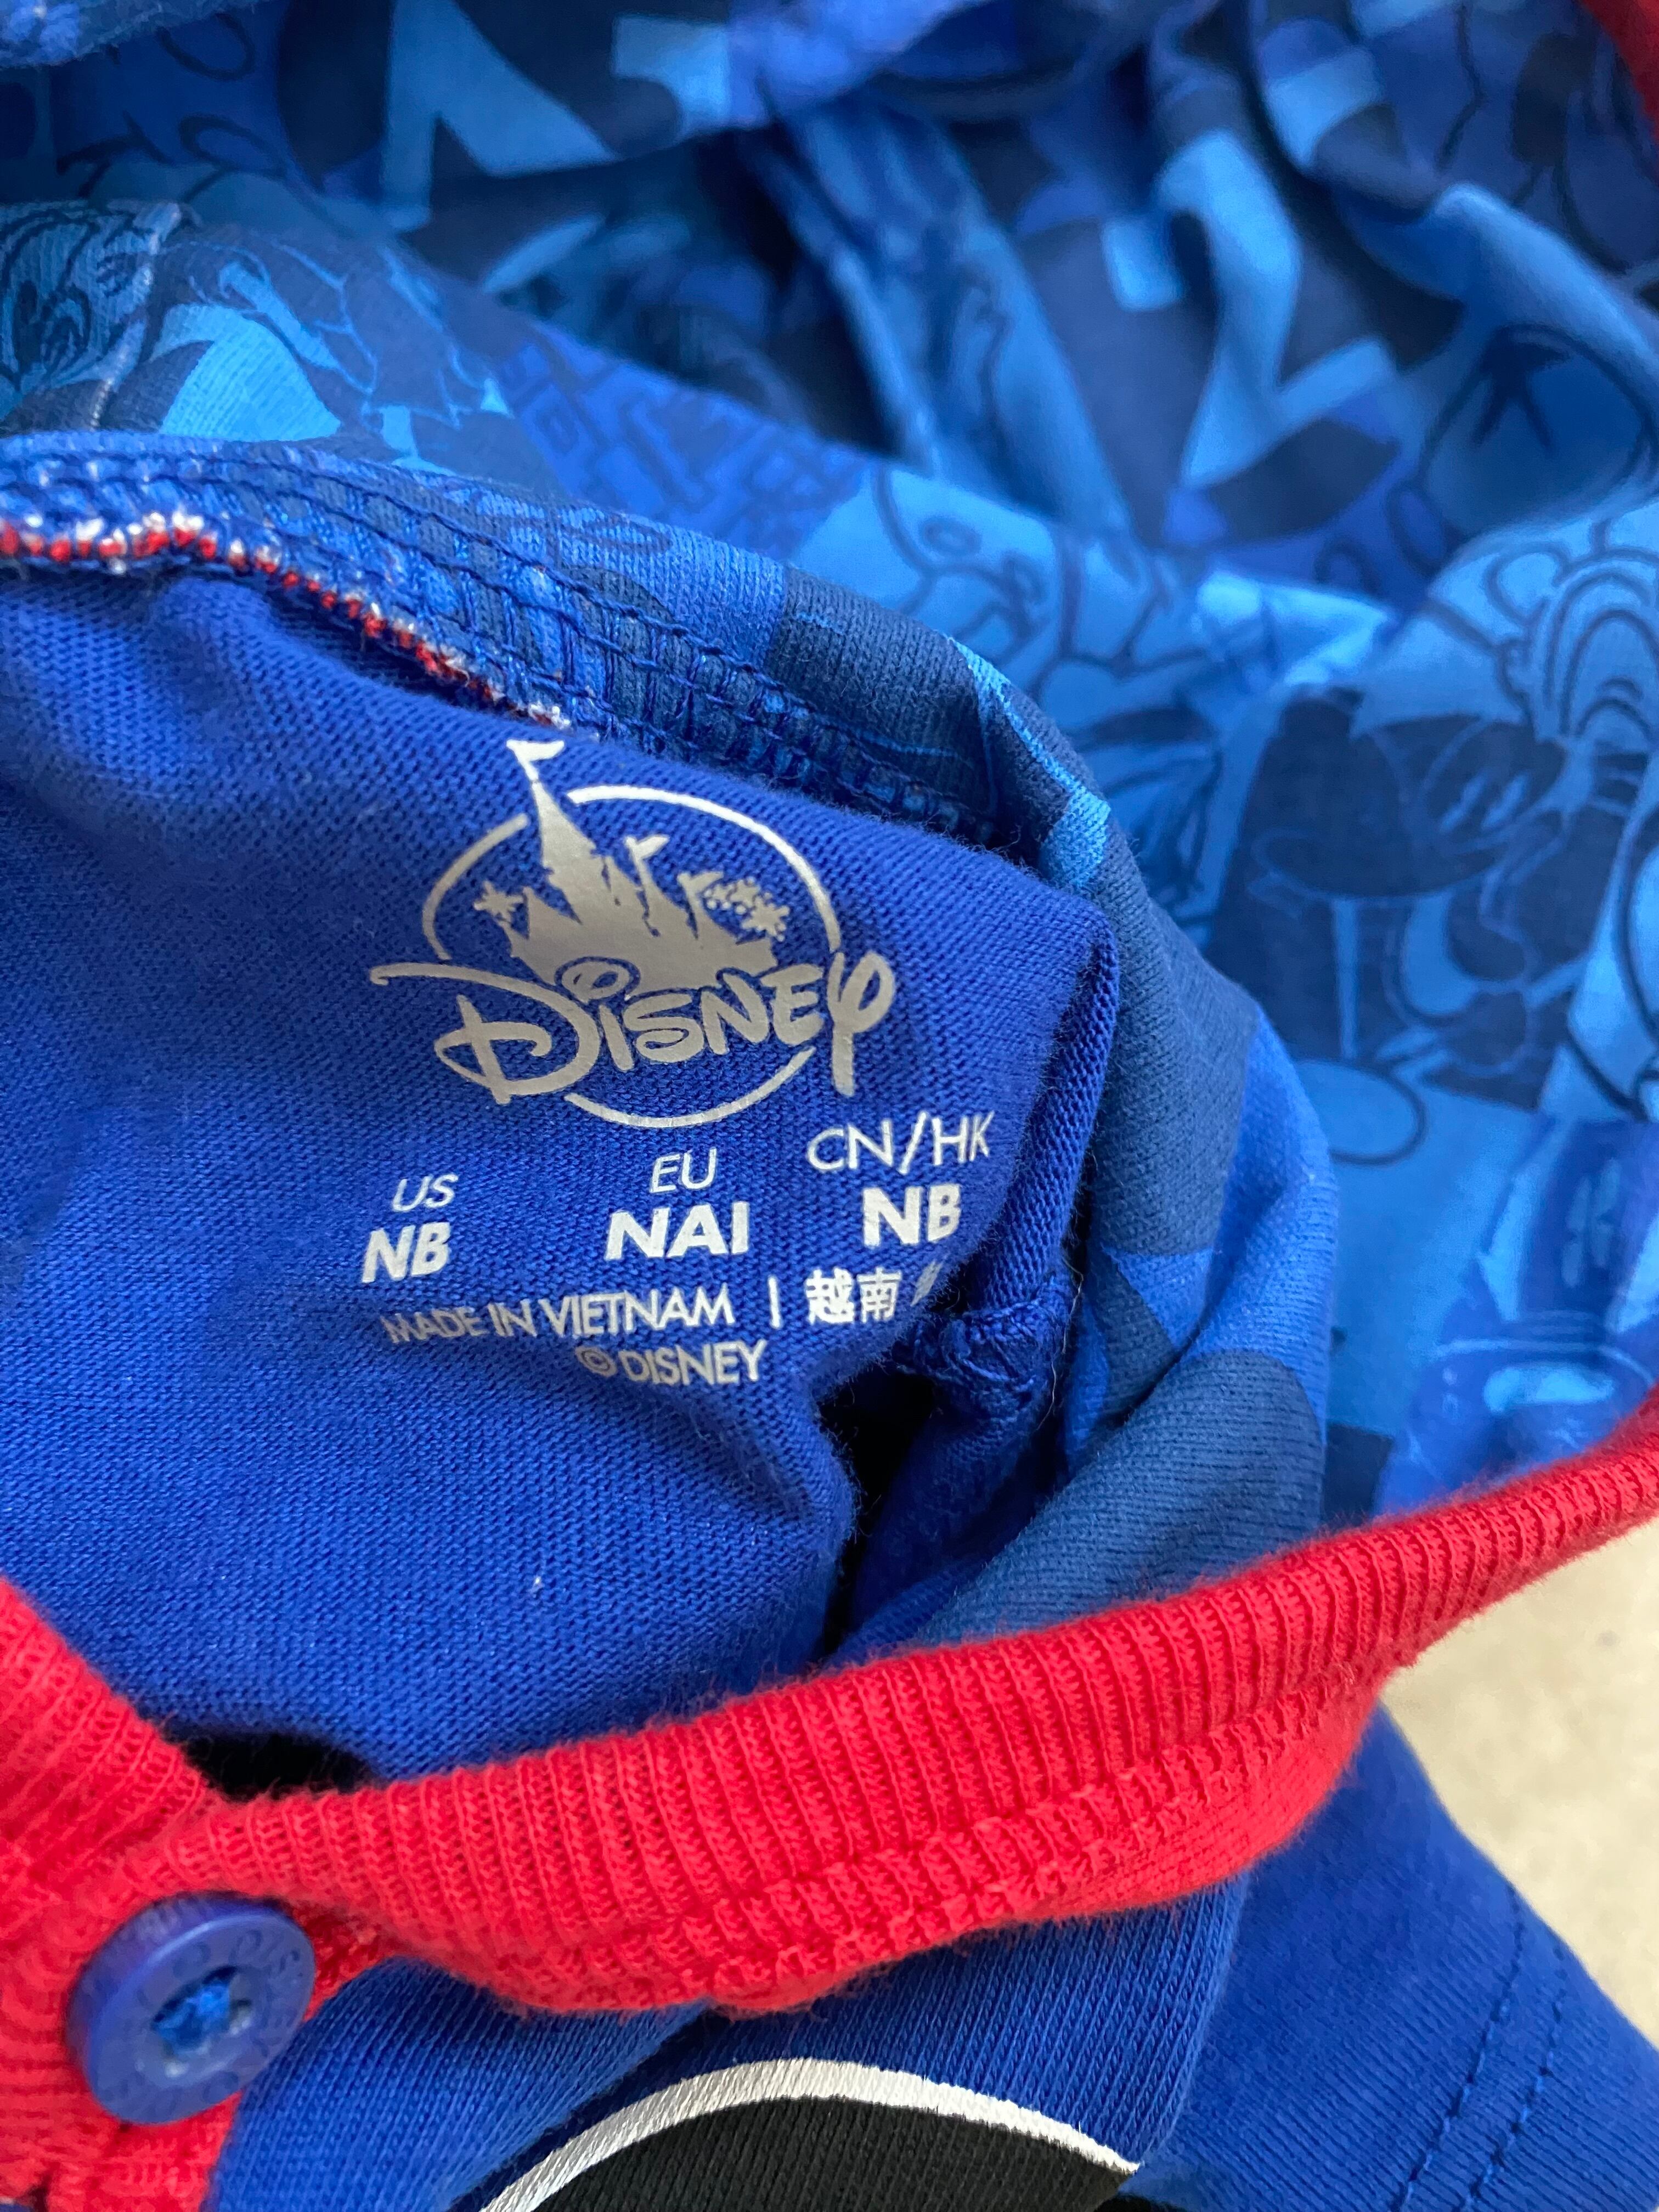 DISNEY
US EU CN/HK
NB NAI NB
MADE IN VIETNAM | 越南
© DISNEY